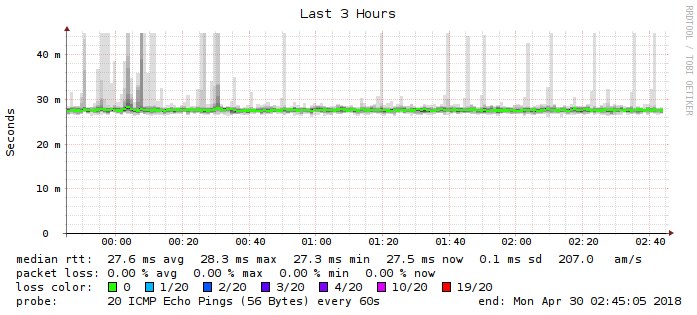 Last 3 Hours
RRDTOOL / TOBI OETIKER
Seconds
40 m
30 m
20 m
10 m
0
00:00 00:20 00:40 01:00 01:20 01:40 02:00 02:20 02:40
median rtt: 27.6 ms avg 28.3 ms max 27.3 ms min 27.5 ms now 0.1 ms sd 207.0 am/s
packet loss: 0.00 % avg 0.00 % max 0.00 % min 0.00 % now
loss color: 0 1/20 2/20 3/20 4/20 10/20 19/20
probe: 20 ICMP Echo Pings (56 Bytes) every 60s end: Mon Apr 30 02:45:05 2018